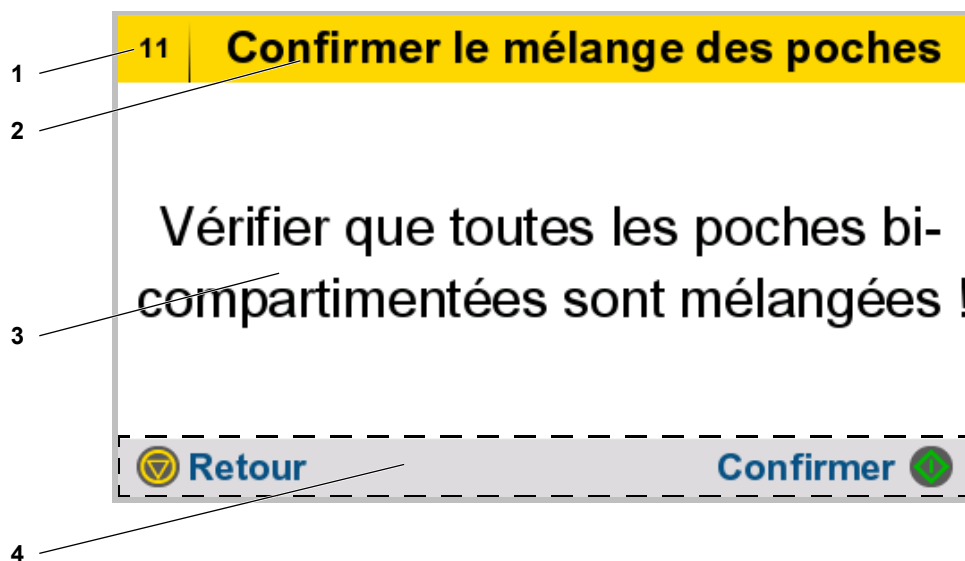 1
11
Confirmer le mélange des poches
2
Vérifier que toutes les poches bi-
compartimentées sont mélangées !
3
Retour
Confirmer
4